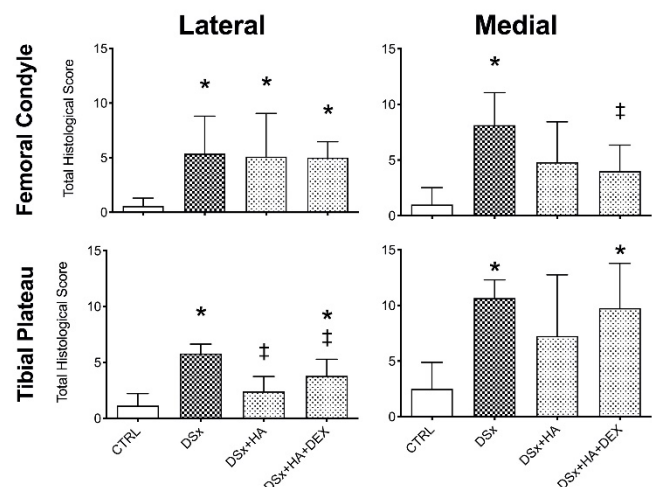 Lateral
Medial
Femoral Condyle
Total Histological Score
15
10
5
0
*
*
*
15
10
5
0
*
‡
Tibial Plateau
Total Histological Score
15
10
5
0
*
‡
*
‡
15
10
5
0
*
*
CTRL
DSx
DSx+HA
DSx+HA+DEX
CTRL
DSx
DSx+HA
DSx+HA+DEX